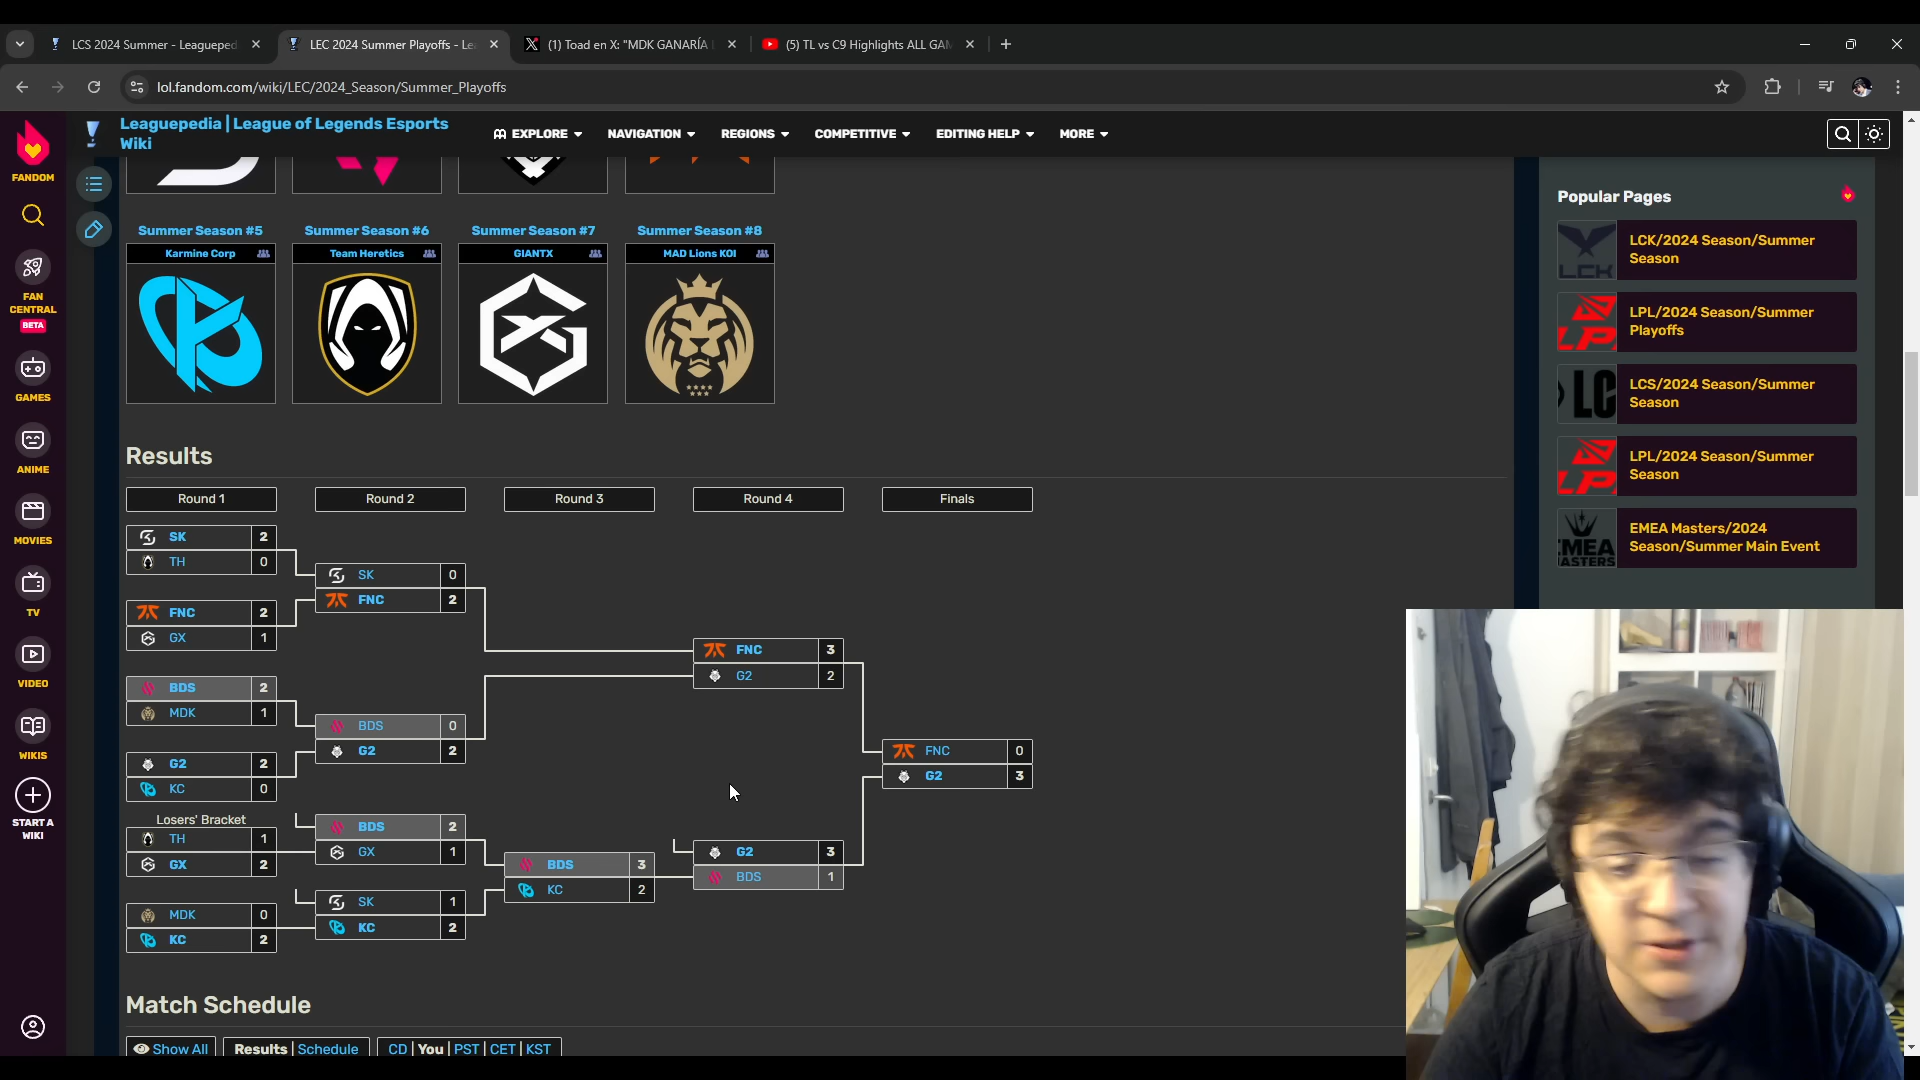 LCS 2024 Summer - Leagueped
LEC 2024 Summer Playoffs - Le
(1) Toad en X: "MDK GANARÍA
(5) TL vs C9 Highlights ALL GAM
lol.fandom.com/wiki/LEC/2024_Season/Summer_Playoffs
Leaguepedia | League of Legends Esports
Wiki
EXPLORE
NAVIGATION
REGIONS
COMPETITIVE
EDITING HELP
MORE
FANDOM
FAN
CENTRAL
BETA
GAMES
ANIME
MOVIES
TV
VIDEO
WIKIS
START A
WIKI
Summer Season #5
Summer Season #6
Summer Season #7
Summer Season #8
Karmine Corp
Team Heretics
GIANTX
MAD Lions KOI
Results
Round 1
Round 2
Round 3
Round 4
Finals
SK 2
TH 0
FNC 2
GX 1
BDS 2
MDK 1
G2 2
KC 0
Losers' Bracket
TH 1
GX 2
MDK 0
KC 2
SK 0
FNC 2
BDS 0
G2 2
BDS 2
GX 1
SK 1
KC 2
BDS 3
KC 2
FNC 3
G2 2
G2 3
BDS 1
FNC 0
G2 3
Match Schedule
Show All
Results | Schedule
CD | You | PST | CET | KST
Popular Pages
LCK
LCK/2024 Season/Summer
Season
LPL
LPL/2024 Season/Summer
Playoffs
LC
LCS/2024 Season/Summer
Season
LPL
LPL/2024 Season/Summer
Season
EMEA
MASTERS
EMEA Masters/2024
Season/Summer Main Event